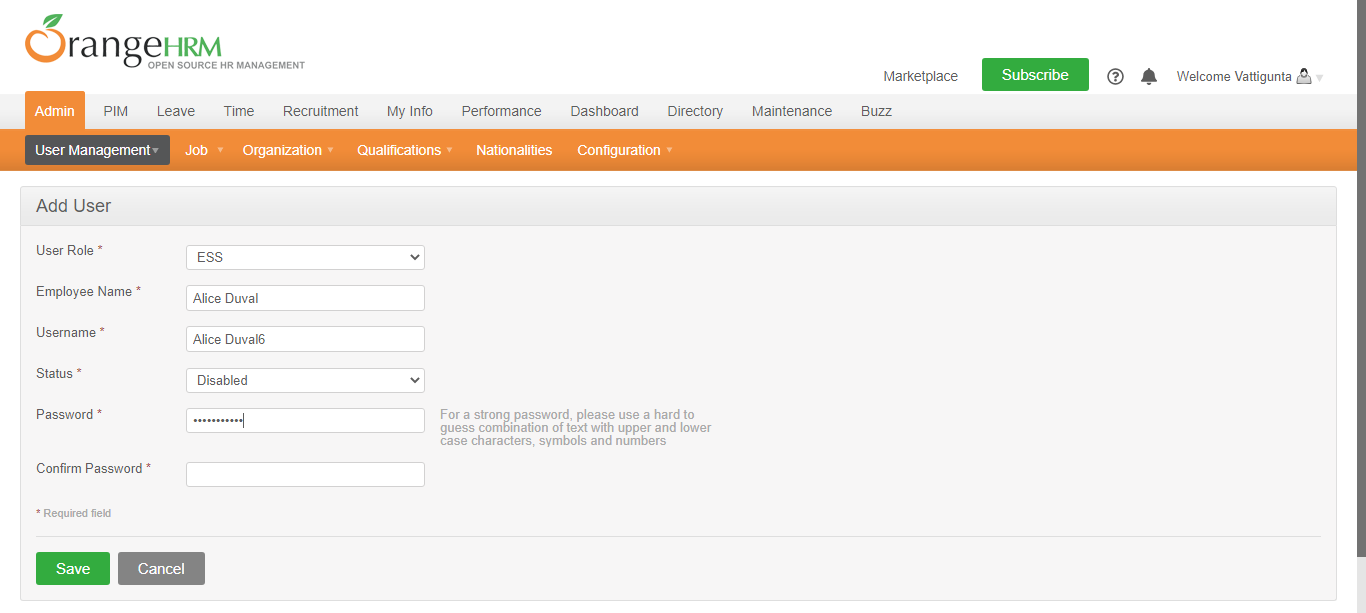 OrangeHRM
OPEN SOURCE HR MANAGEMENT
Marketplace Subscribe Welcome Vattigunta
Admin PIM Leave Time Recruitment My Info Performance Dashboard Directory Maintenance Buzz
User Management Job Organization Qualifications Nationalities Configuration
Add User
User Role * ESS
Employee Name * Alice Duval
Username * Alice Duval6
Status * Disabled
Password * ••••••••••• For a strong password, please use a hard to
guess combination of text with upper and lower
case characters, symbols and numbers
Confirm Password *
* Required field
Save Cancel